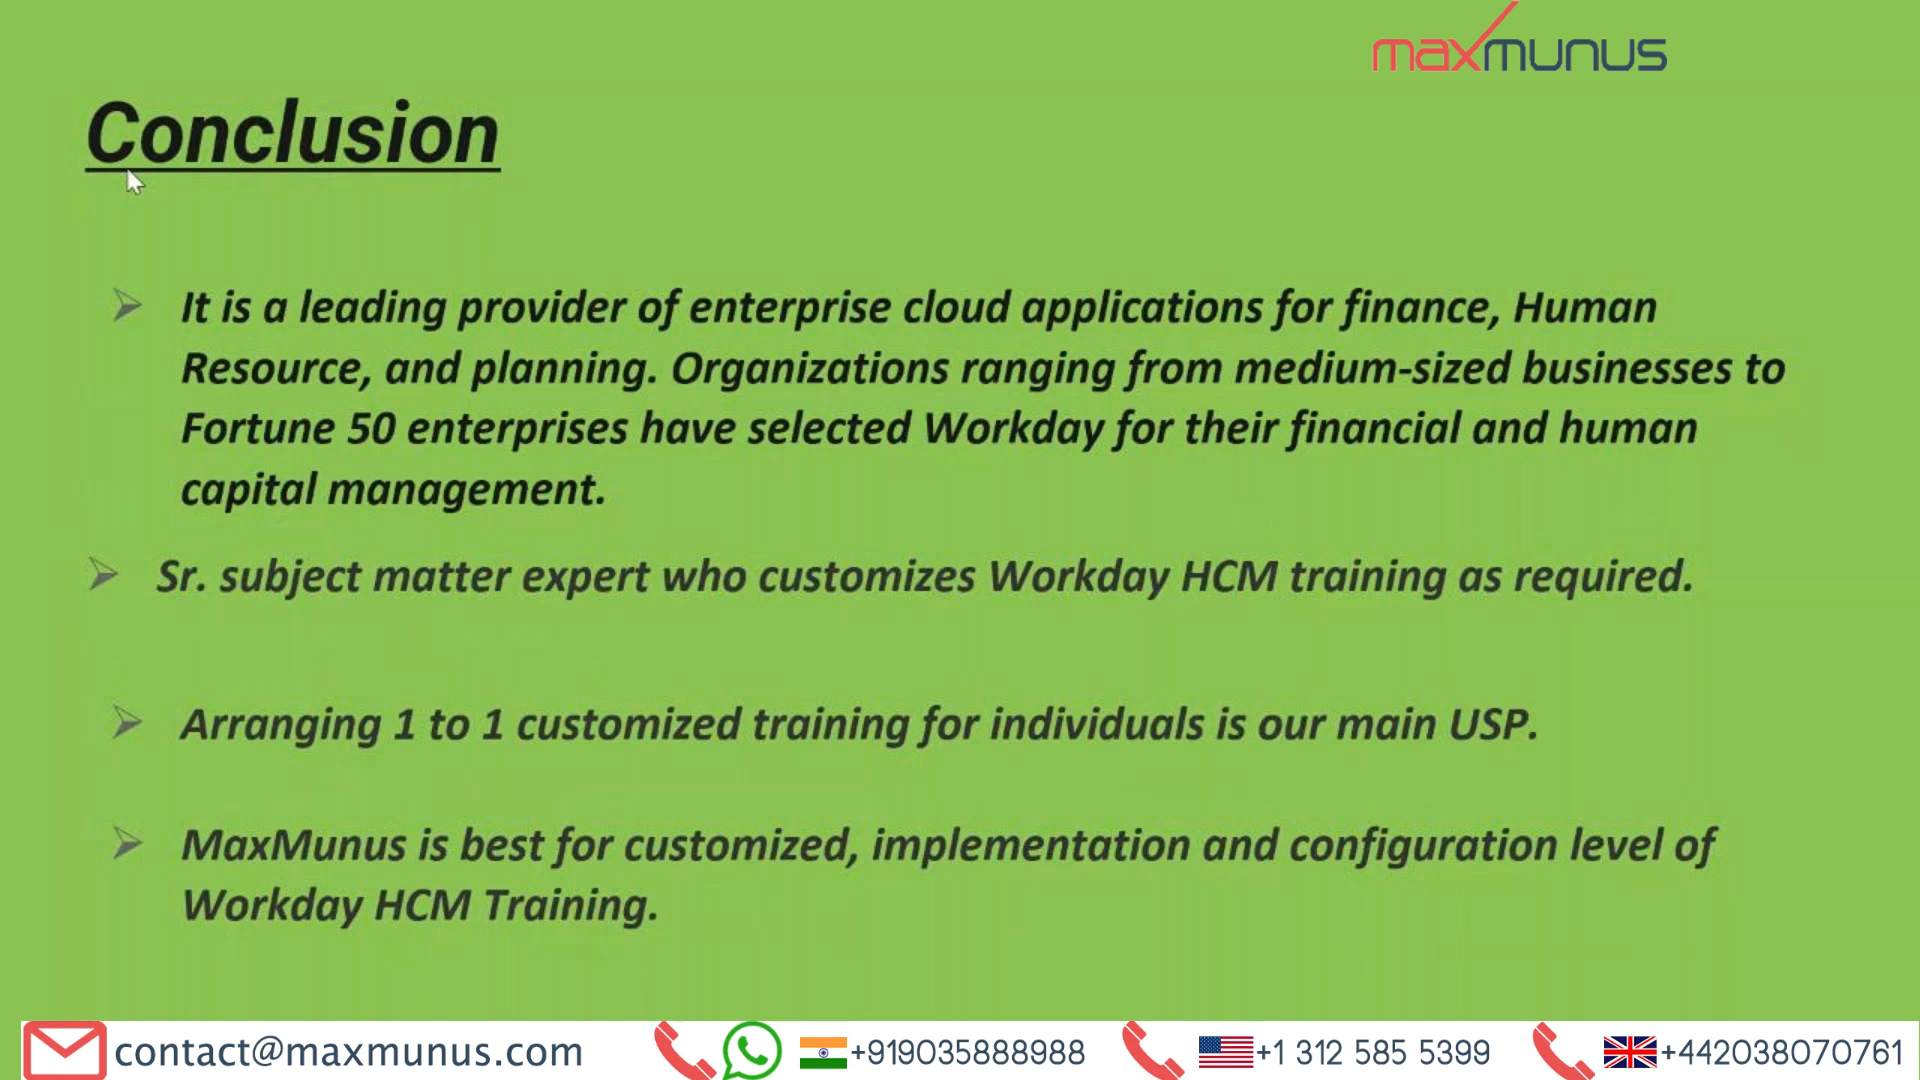 maxmunus
Conclusion
It is a leading provider of enterprise cloud applications for finance, Human
Resource, and planning. Organizations ranging from medium-sized businesses to
Fortune 50 enterprises have selected Workday for their financial and human
capital management.
Sr. subject matter expert who customizes Workday HCM training as required.
Arranging 1 to 1 customized training for individuals is our main USP.
MaxMunus is best for customized, implementation and configuration level of
Workday HCM Training.
contact@maxmunus.com +919035888988 +1 312 585 5399 +442038070761